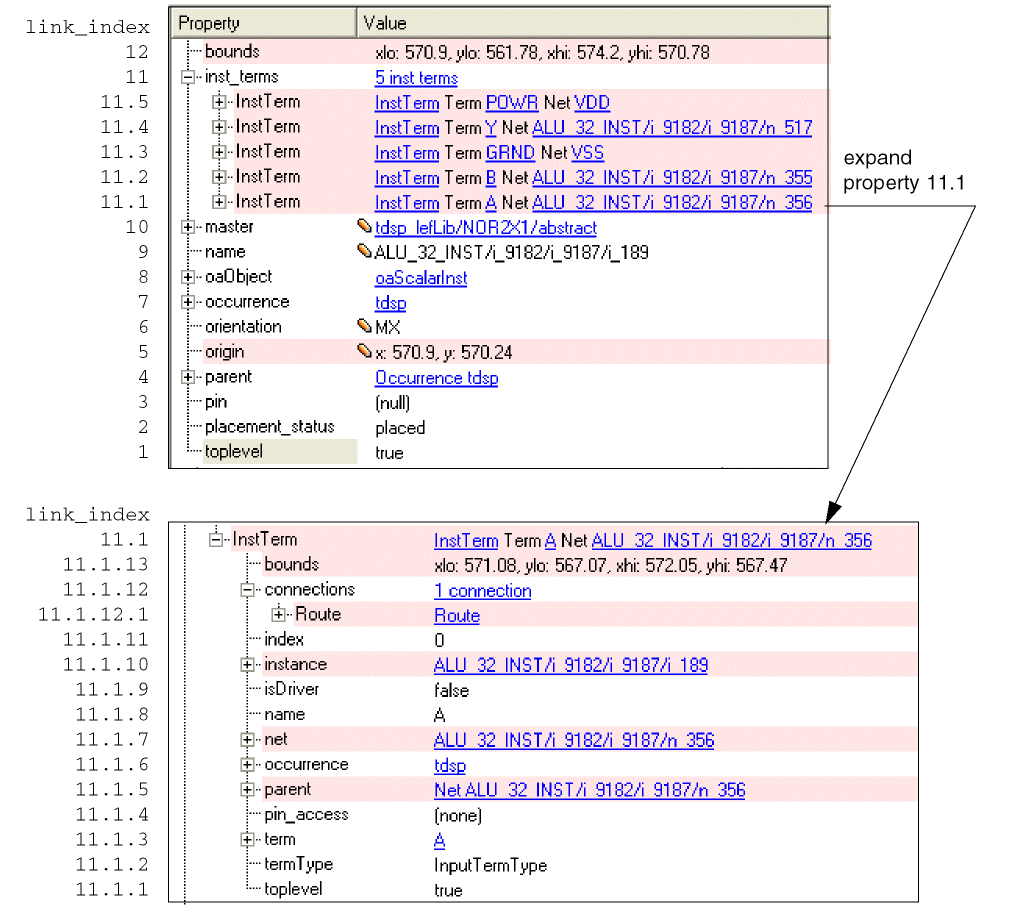 link_index Property Value
12 bounds xlo: 570.9, ylo: 561.78, xhi: 574.2, yhi: 570.78
11 inst_terms 5 inst terms
11.5 InstTerm InstTerm Term POWR Net VDD
11.4 InstTerm InstTerm Term Y Net ALU_32_INST/i_9182/i_9187/n_517
11.3 InstTerm InstTerm Term GRND Net VSS
11.2 InstTerm InstTerm Term B Net ALU_32_INST/i_9182/i_9187/n_355
11.1 InstTerm InstTerm Term A Net ALU_32_INST/i_9182/i_9187/n_356
expand
property 11.1
10 master tdsp_lefLib/NOR2X1/abstract
9 name ALU_32_INST/i_9182/i_9187/i_189
8 oaObject oaScalarInst
7 occurrence tdsp
6 orientation MX
5 origin x: 570.9, y: 570.24
4 parent Occurrence tdsp
3 pin (null)
2 placement_status placed
1 toplevel true
link_index
11.1 InstTerm InstTerm Term A Net ALU_32_INST/i_9182/i_9187/n_356
11.1.13 bounds xlo: 571.08, ylo: 567.07, xhi: 572.05, yhi: 567.47
11.1.12 connections 1 connection
11.1.12.1 Route Route
11.1.11 index 0
11.1.10 instance ALU_32_INST/i_9182/i_9187/i_189
11.1.9 isDriver false
11.1.8 name A
11.1.7 net ALU_32_INST/i_9182/i_9187/n_356
11.1.6 occurrence tdsp
11.1.5 parent Net ALU_32_INST/i_9182/i_9187/n_356
11.1.4 pin_access (none)
11.1.3 term A
11.1.2 termType InputTermType
11.1.1 toplevel true